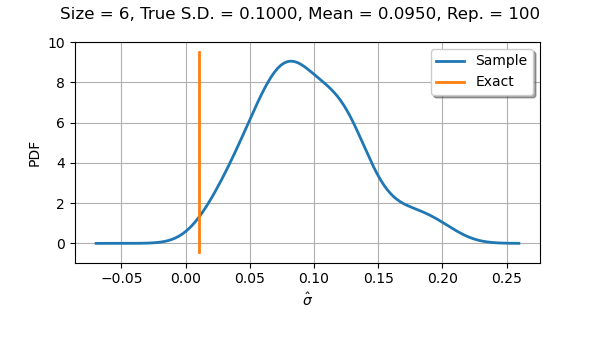 Size = 6, True S.D. = 0.1000, Mean = 0.0950, Rep. = 100
10
8
6
4
2
0
PDF
Sample
Exact
−0.05 0.00 0.05 0.10 0.15 0.20 0.25
σ̂